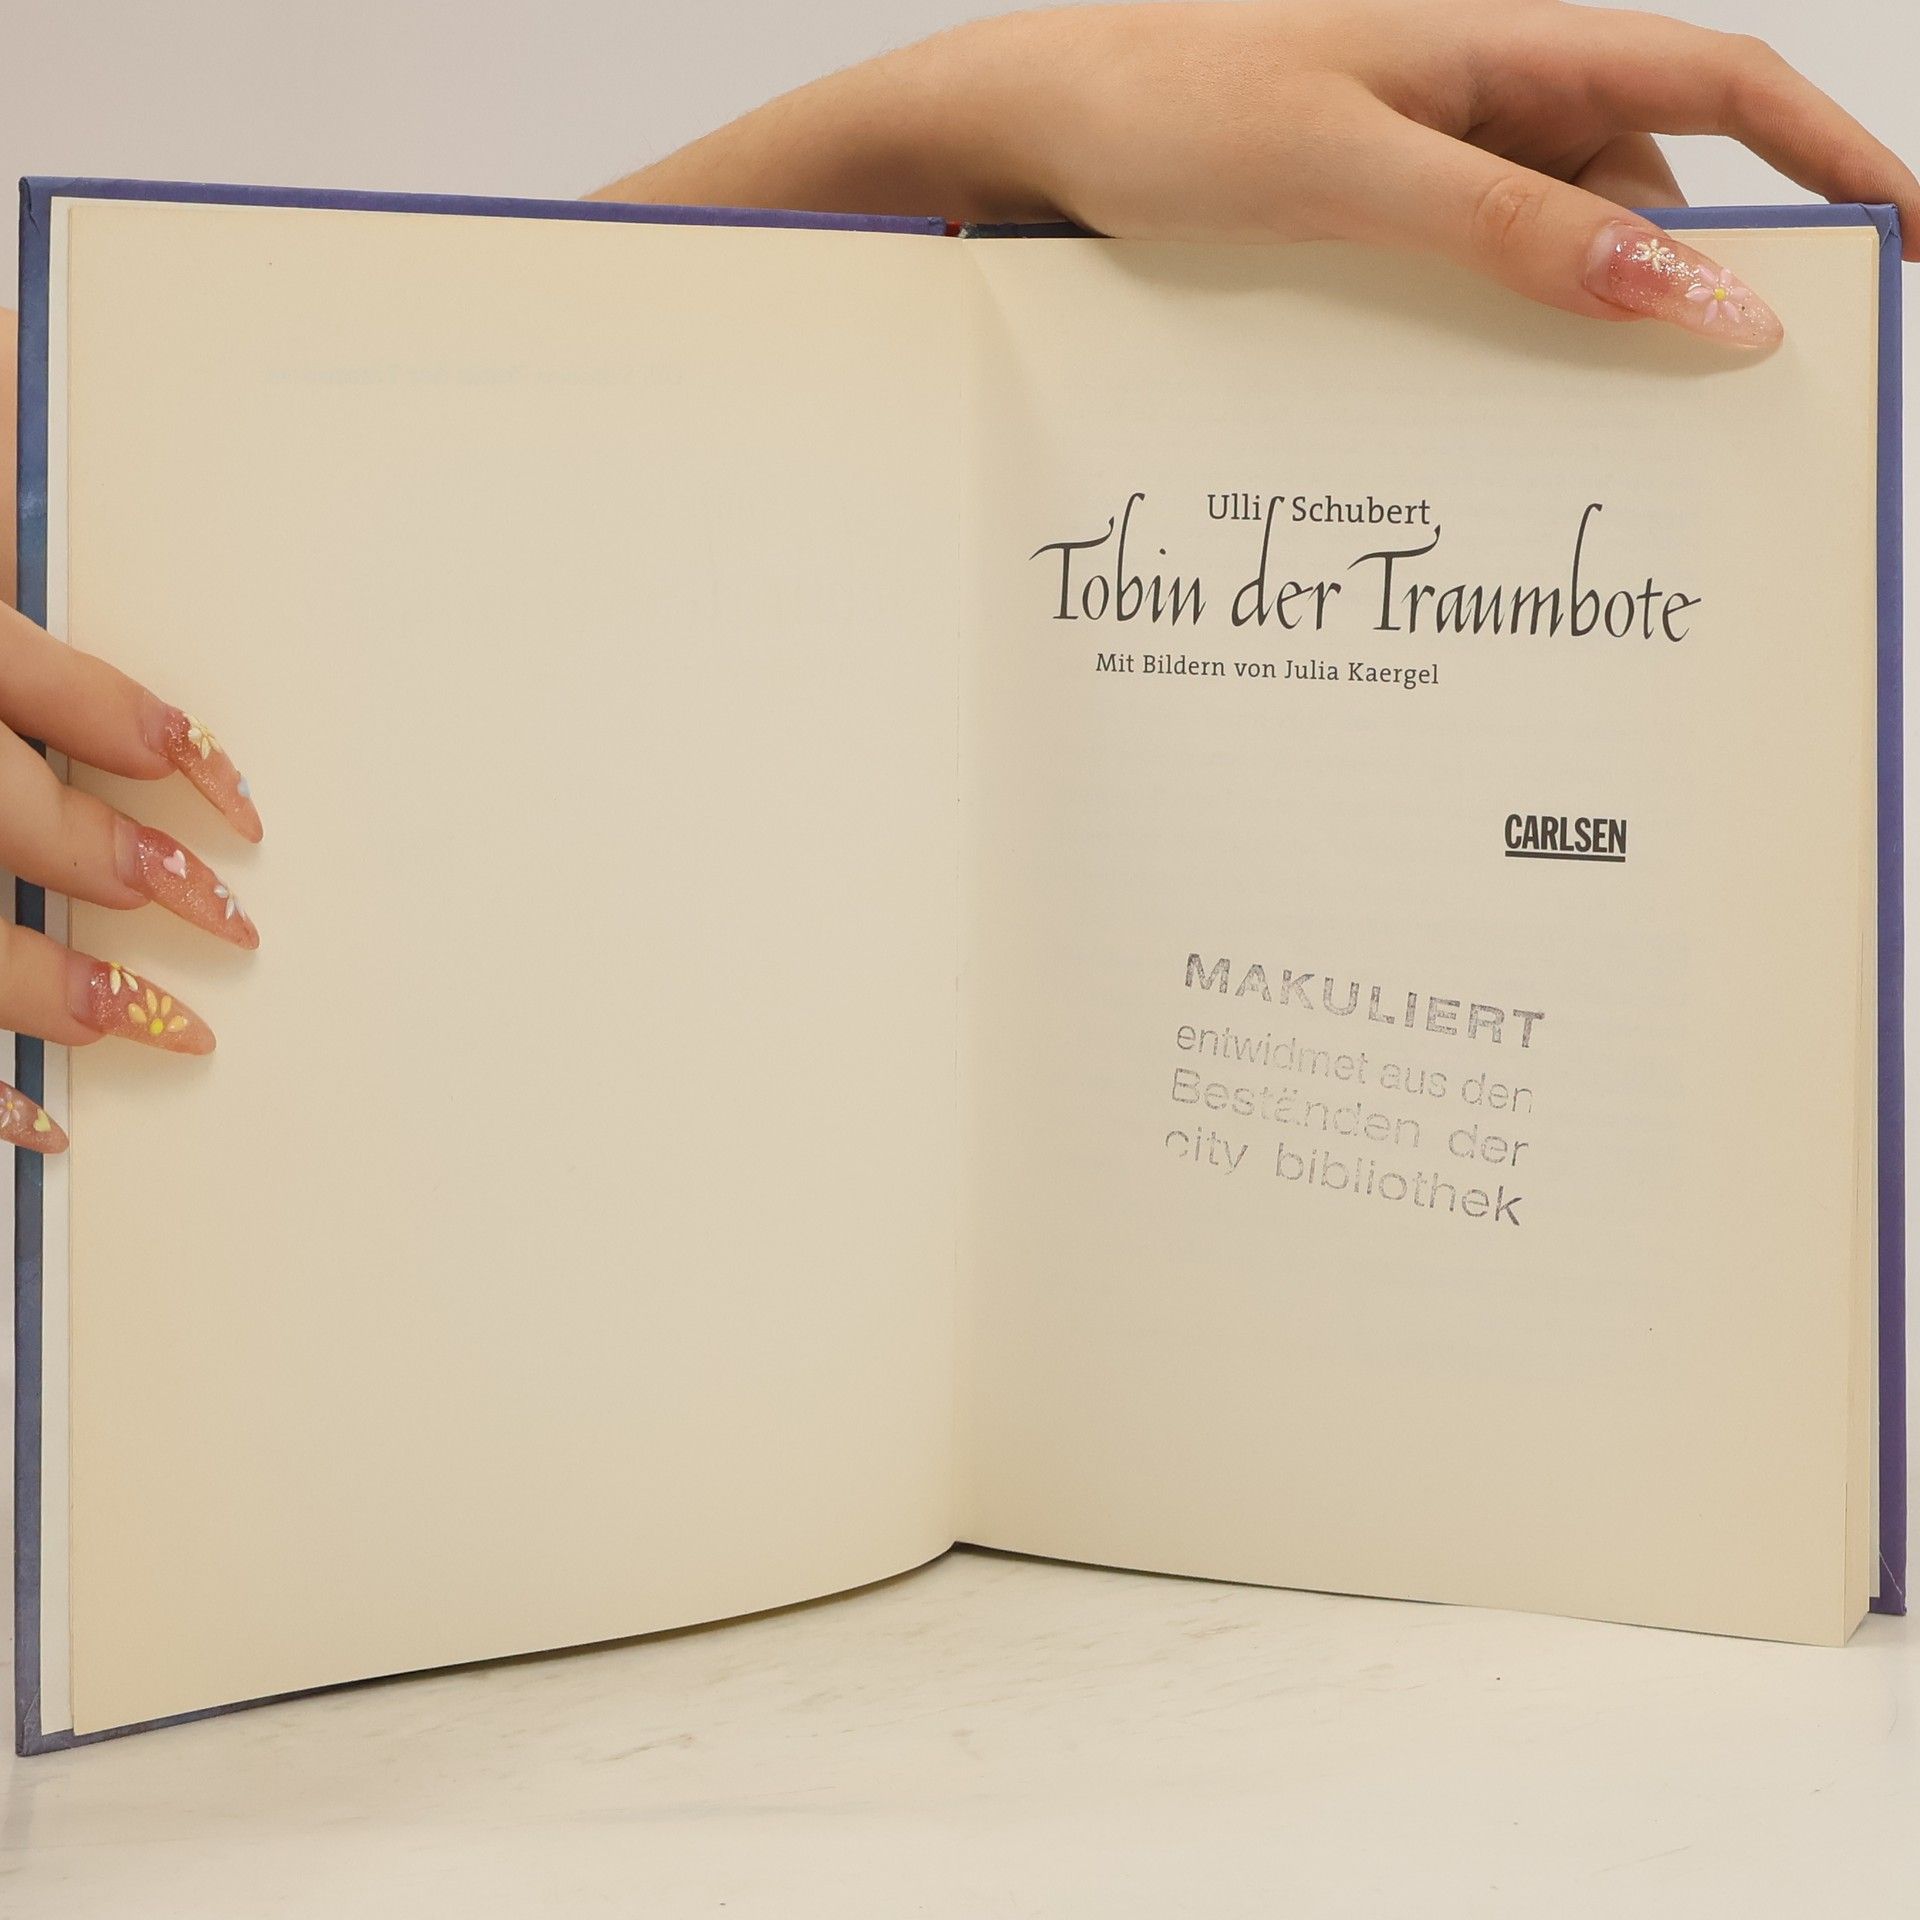 Ulli Schubert
Tobin der Traumbote
Mit Bildern von Julia Kaergel
CARLSEN
MAKULIERT
entwidmet aus den
Beständen der
city bibliothek